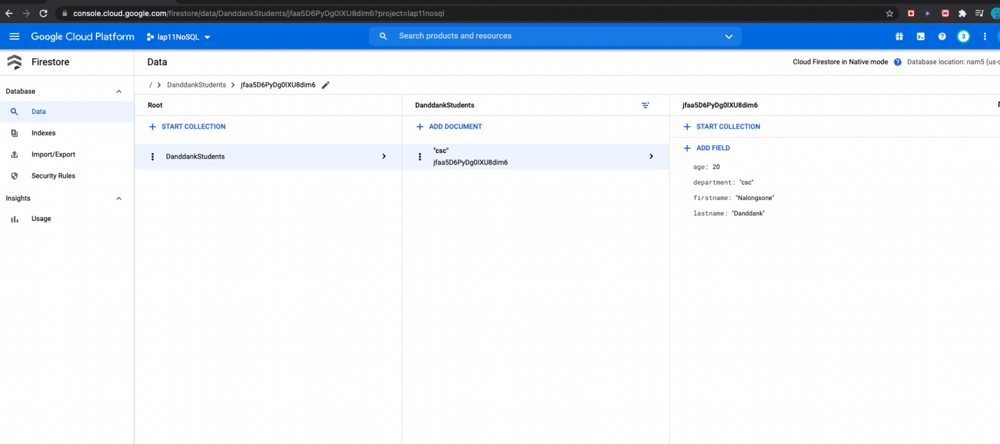 console.cloud.google.com/firestore/data/DanddankStudents/jfaa5D6PyDg0IXU8dim6?project=lap11nosql
Google Cloud Platform lap11NoSQL Search products and resources 3
Firestore Data Cloud Firestore in Native mode Database location: nam5 (us-c
/ DanddankStudents jfaa5D6PyDg0IXU8dim6
Database
Data
Indexes
Import/Export
Security Rules
Insights
Usage
Root
START COLLECTION
DanddankStudents
DanddankStudents
ADD DOCUMENT
"csc"
jfaa5D6PyDg0IXU8dim6
jfaa5D6PyDg0IXU8dim6
START COLLECTION
ADD FIELD
age: 20
department: "csc"
firstname: "Nalongsone"
lastname: "Danddank"